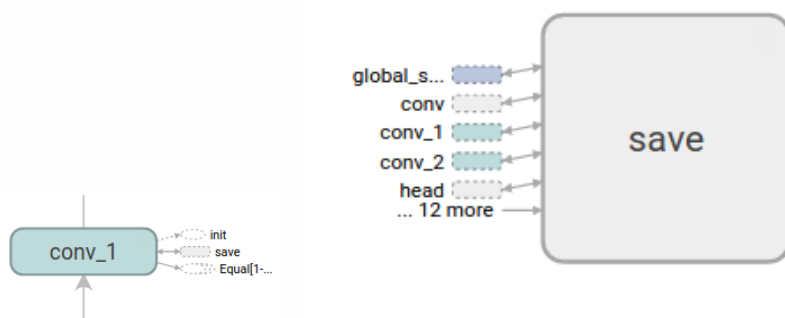 global_s...
conv
conv_1
conv_2
head
... 12 more
save
conv_1
init
save
Equal[1-...